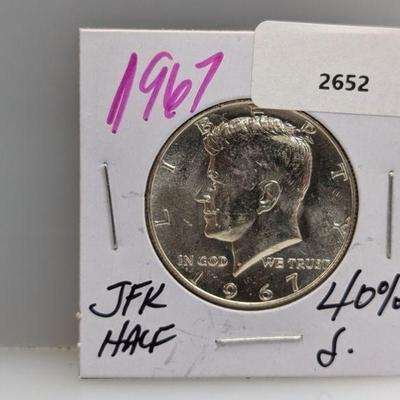 1967
2652
LIBERTY
IN GOD WE TRUST
1967
JFK
HALF
40%
S.